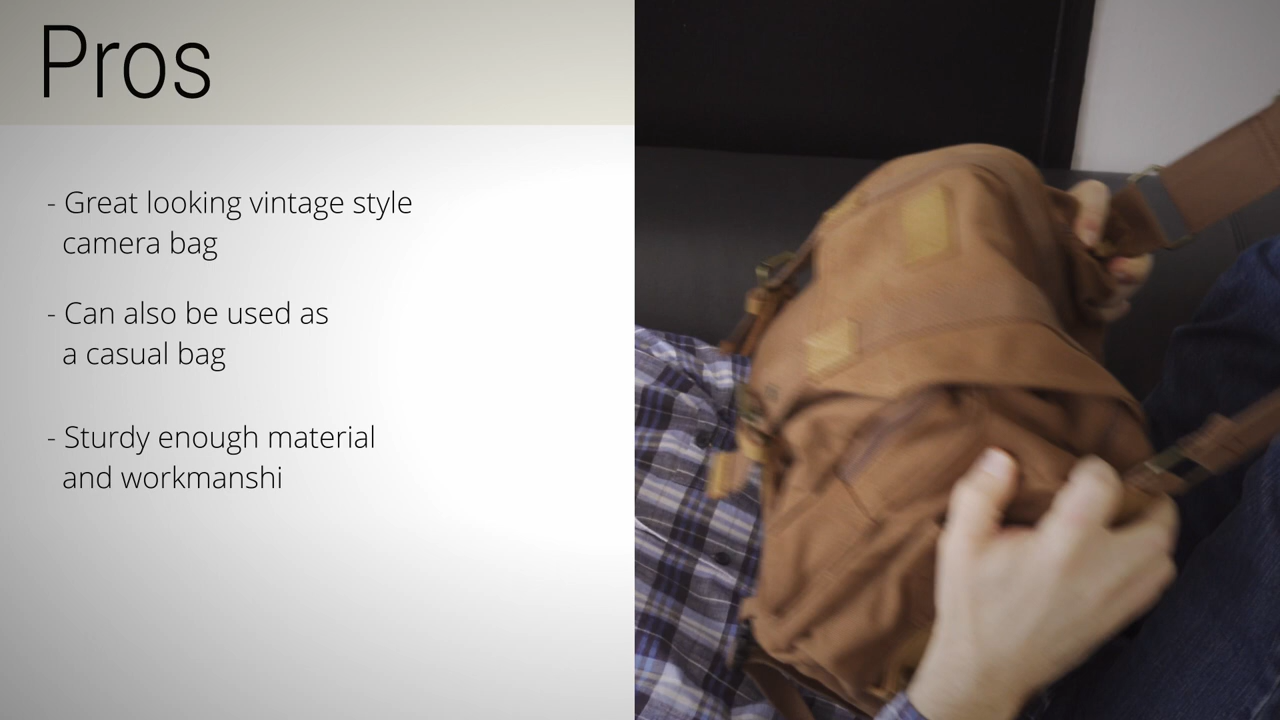 Pros
- Great looking vintage style
camera bag
- Can also be used as
a casual bag
- Sturdy enough material
and workmanshi